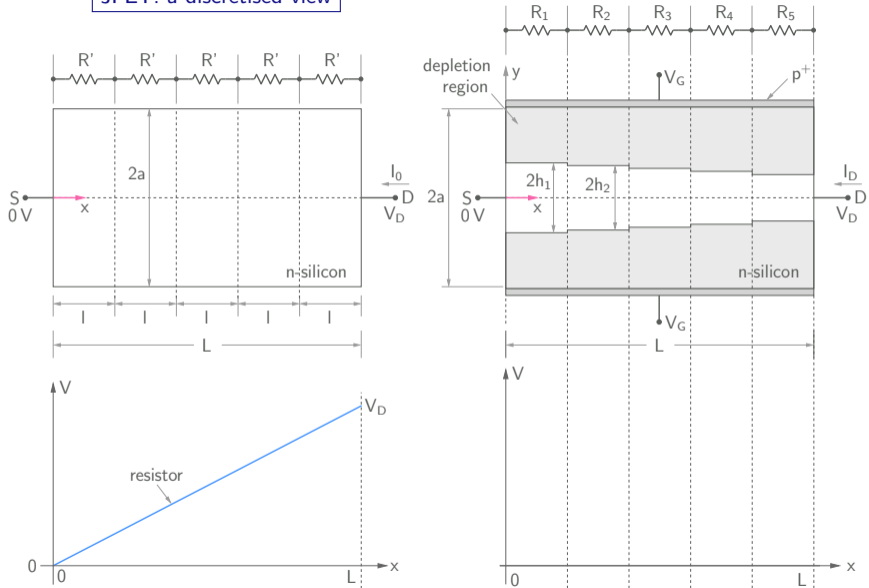 JFET: a discretised view
R' R' R' R' R'
2a
S
0 V
x
I0
D
VD
n-silicon
l l l l l
L
V
VD
resistor
0
0
L
x
R1 R2 R3 R4 R5
depletion
region
y
VG
p+
2h1
2h2
2a
S
0 V
x
ID
D
VD
n-silicon
VG
L
V
0
L
x